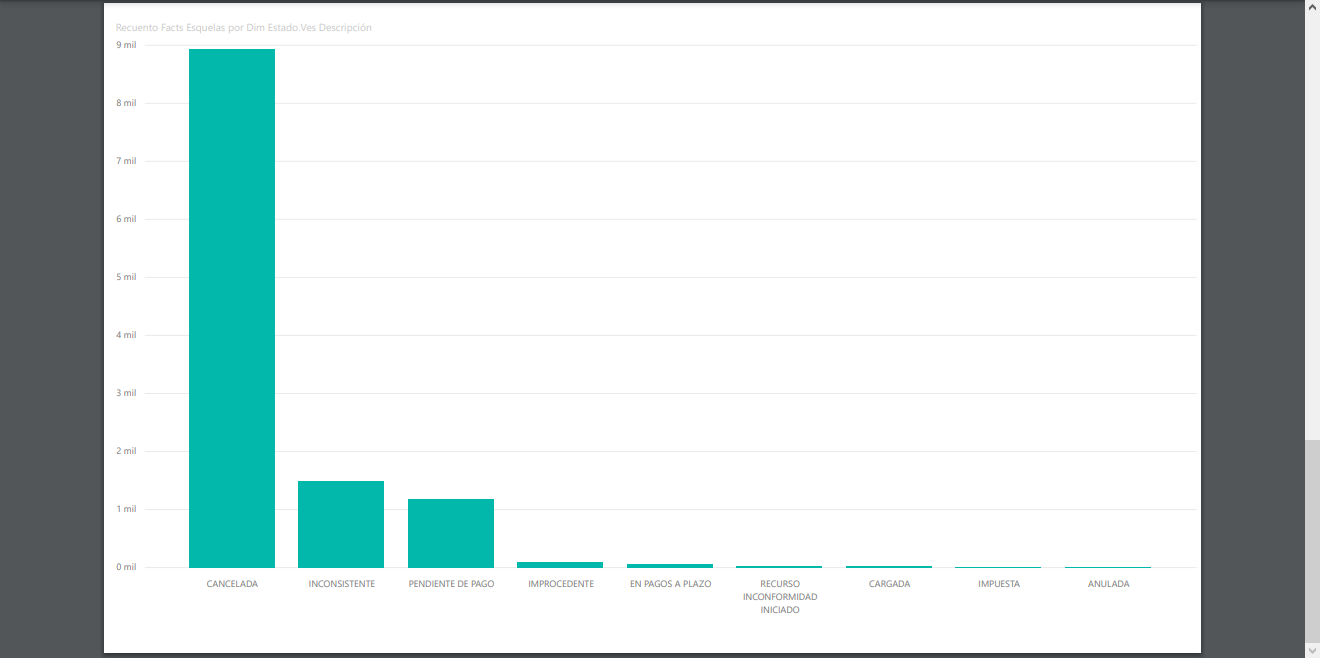 Recuento Facts Esquelas por Dim Estado.Ves Descripción
9 mil
8 mil
7 mil
6 mil
5 mil
4 mil
3 mil
2 mil
1 mil
0 mil
CANCELADA
INCONSISTENTE
PENDIENTE DE PAGO
IMPROCEDENTE
EN PAGOS A PLAZO
RECURSO
INCONFORMIDAD
INICIADO
CARGADA
IMPUESTA
ANULADA